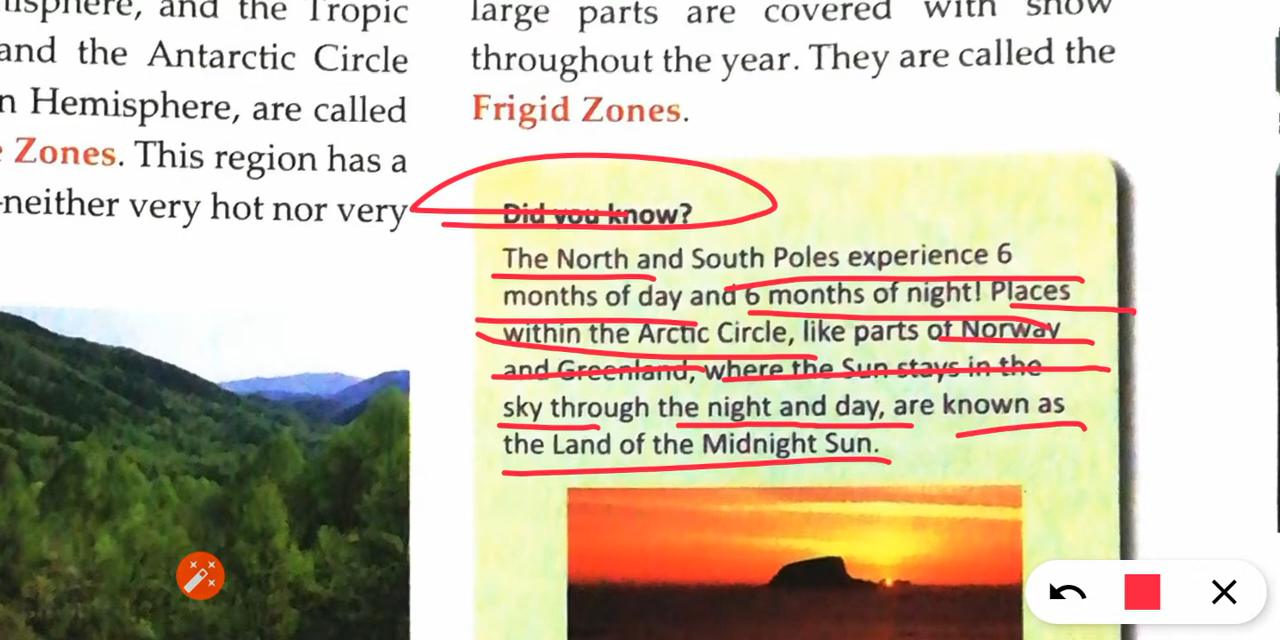 and the Tropic
and the Antarctic Circle
Hemisphere, are called
Zones. This region has a
neither very hot nor very
large parts are covered with snow
throughout the year. They are called the
Frigid Zones.
Did you know?
The North and South Poles experience 6
months of day and 6 months of night! Places
within the Arctic Circle, like parts of Norway
and Greenland, where the Sun stays in the
sky through the night and day, are known as
the Land of the Midnight Sun.